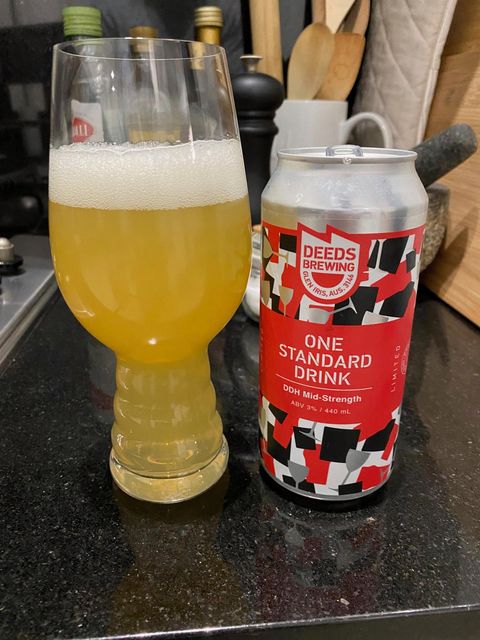 DEEDS
BREWING
GLEN IRIS, AUS. 3146
ONE
STANDARD
DRINK
DDH Mid-Strength
ABV 3% / 440 mL
LIMITED